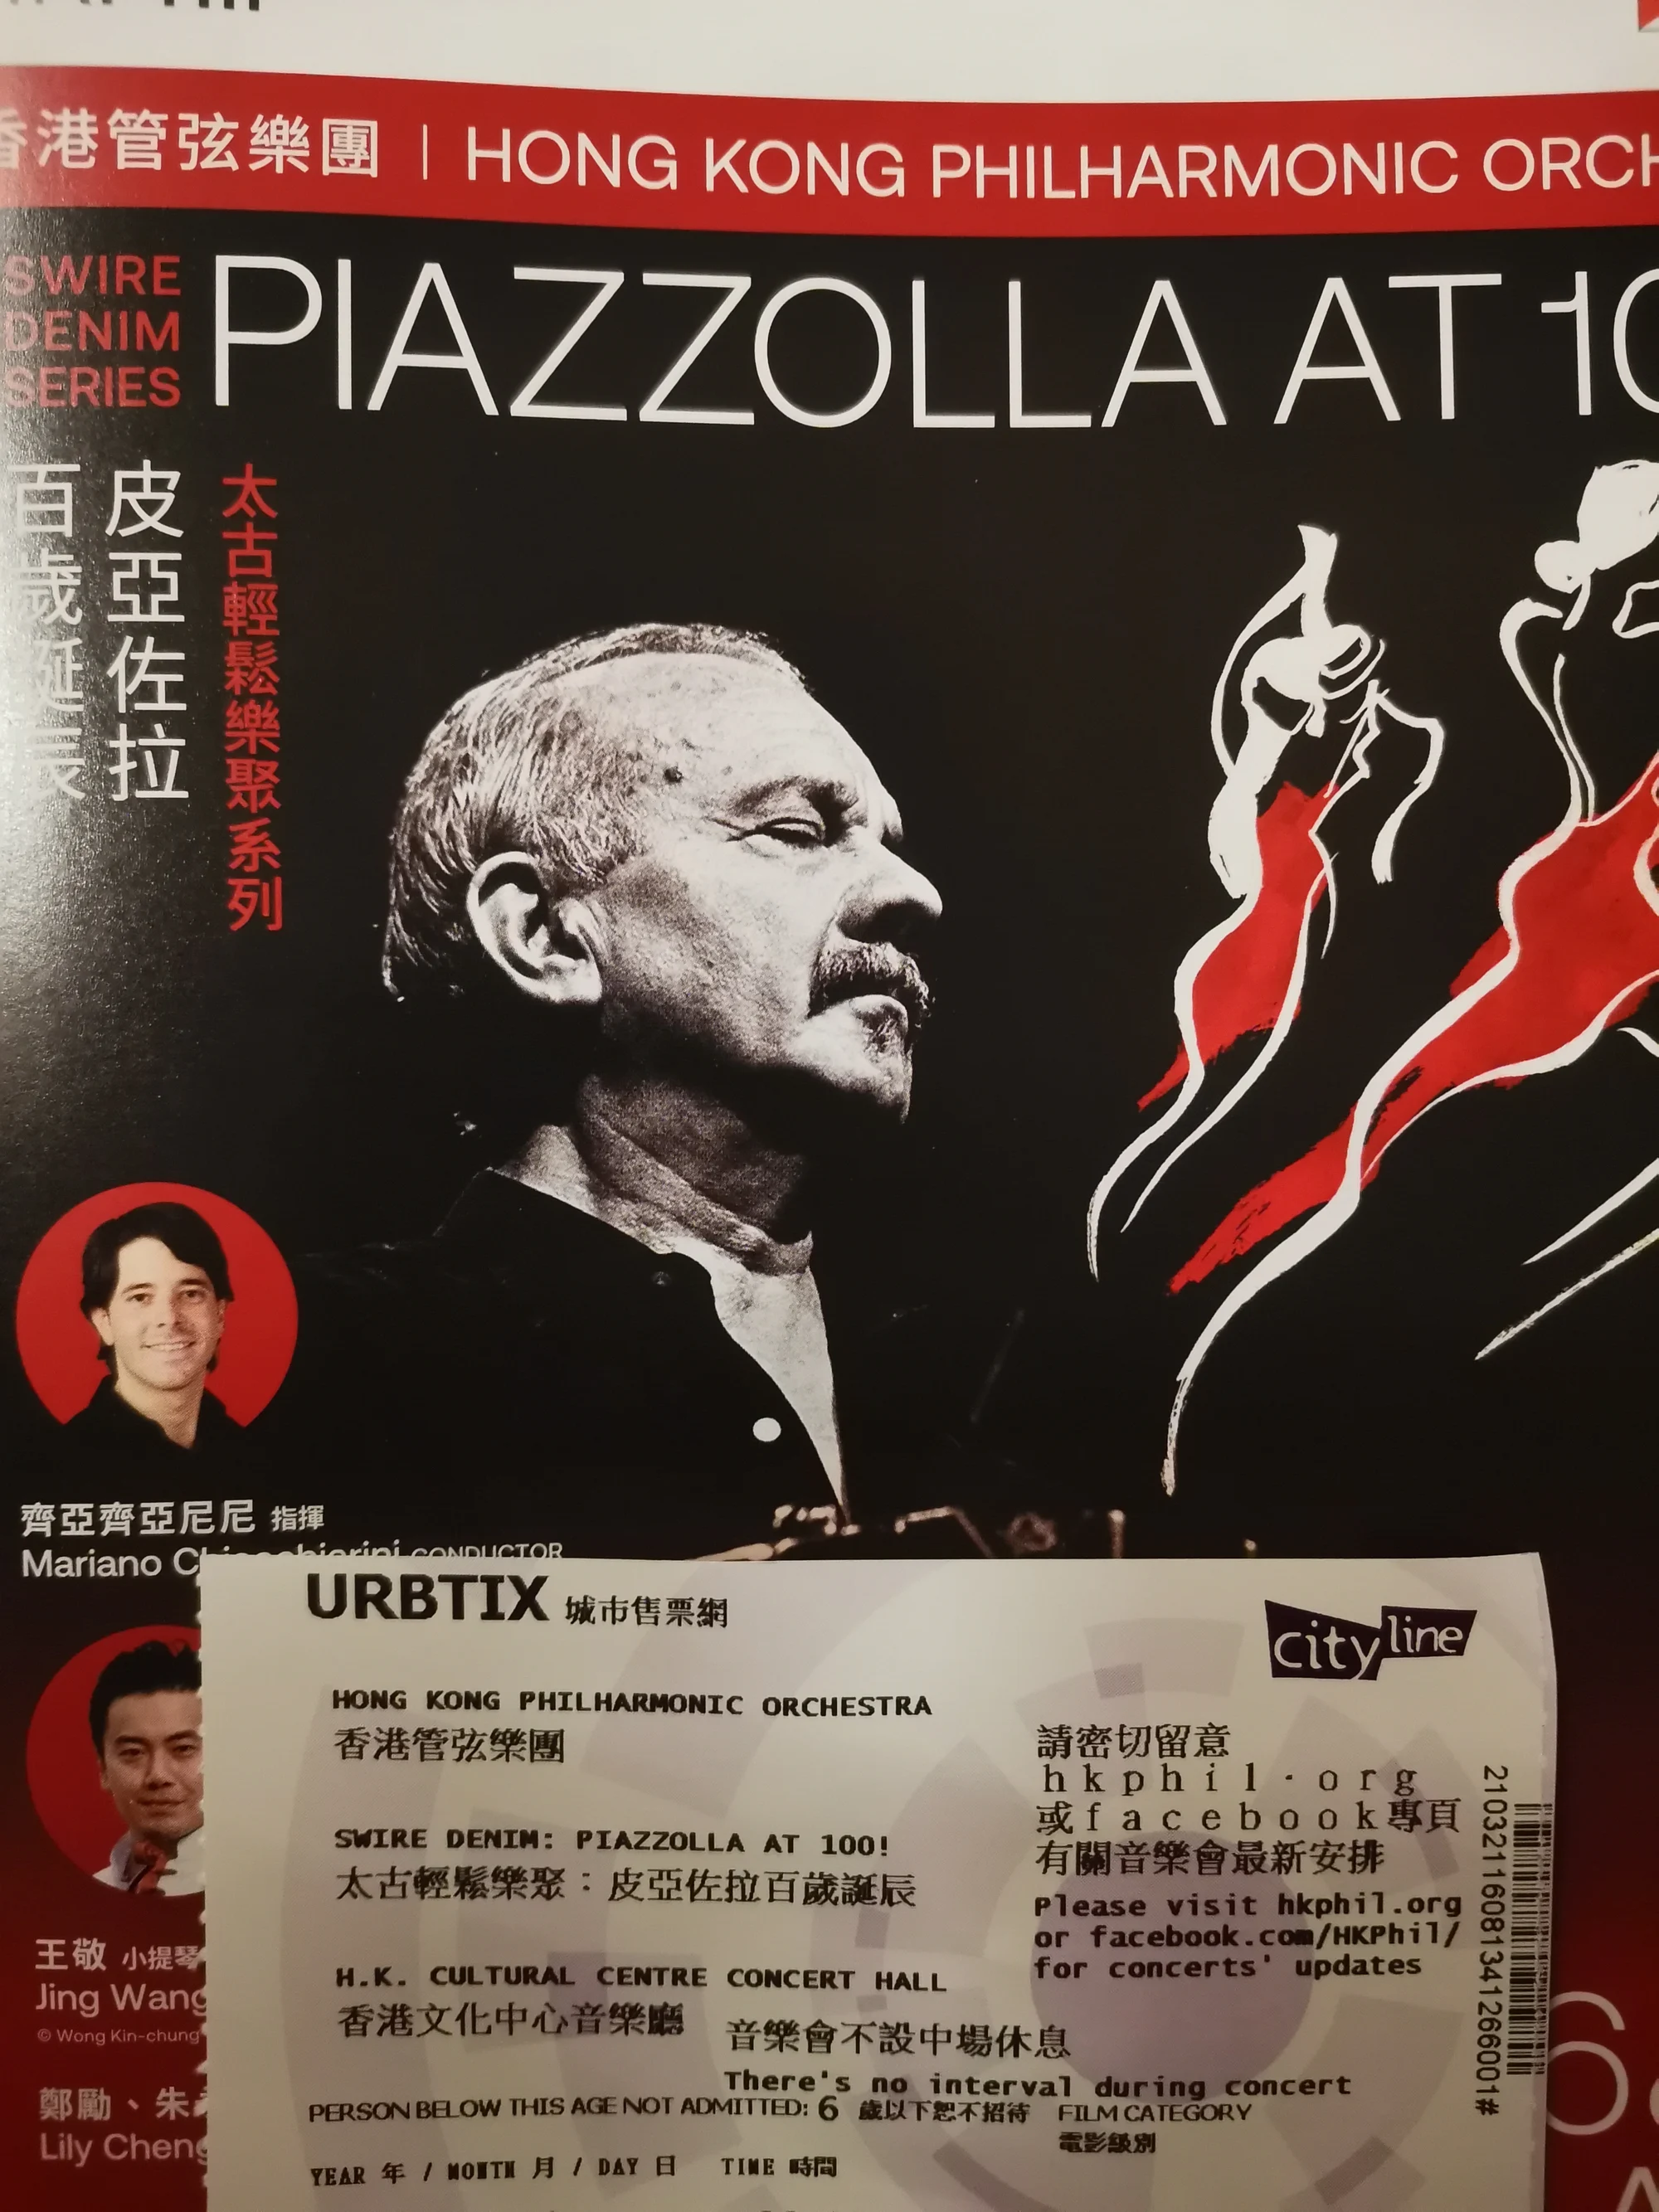 香港管弦樂團 | HONG KONG PHILHARMONIC ORCH
SWIRE
DENIM
SERIES
PIAZZOLLA AT 10
太古輕鬆樂聚系列
皮亞佐拉
百歲誕辰
齊亞齊亞尼尼 指揮
Mariano Chiacchiarini CONDUCTOR
王敬 小提琴
Jing Wang
© Wong Kin-chung
鄭勵、朱
Lily Cheng
URBTIX 城市售票網
city line
HONG KONG PHILHARMONIC ORCHESTRA
香港管弦樂團
SWIRE DENIM: PIAZZOLLA AT 100!
太古輕鬆樂聚：皮亞佐拉百歲誕辰
H.K. CULTURAL CENTRE CONCERT HALL
香港文化中心音樂廳
音樂會不設中場休息
There's no interval during concert
請密切留意
hkphil.org
或facebook專頁
有關音樂會最新安排
Please visit hkphil.org
or facebook.com/HKPhil/
for concerts' updates
210321160813412660001#
PERSON BELOW THIS AGE NOT ADMITTED: 6 歲以下恕不招待 FILM CATEGORY
電影級別
YEAR 年 / MONTH 月 / DAY 日 TIME 時間